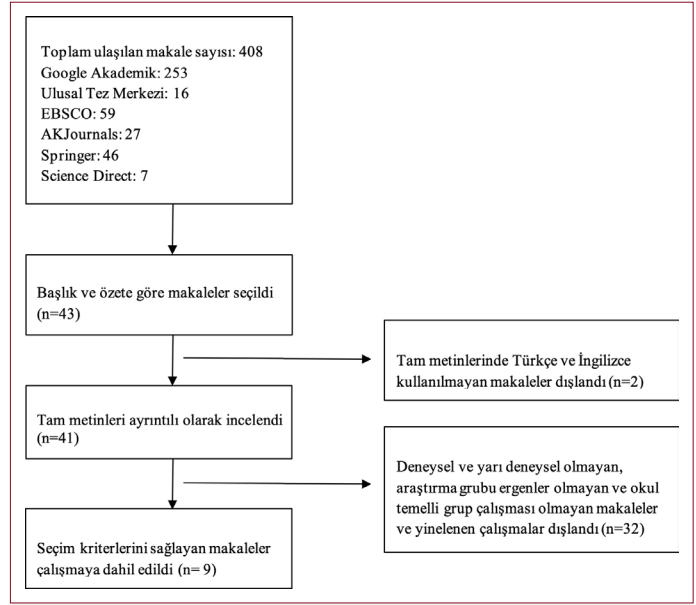 Toplam ulaşılan makale sayısı: 408
Google Akademik: 253
Ulusal Tez Merkezi: 16
EBSCO: 59
AKJournals: 27
Springer: 46
Science Direct: 7
Başlık ve özete göre makaleler seçildi
(n=43)
Tam metinlerinde Türkçe ve İngilizce
kullanılmayan makaleler dışlandı (n=2)
Tam metinleri ayrıntılı olarak incelendi
(n=41)
Deneysel ve yarı deneysel olmayan,
araştırma grubu ergenler olmayan ve okul
temelli grup çalışması olmayan makaleler
ve yinelenen çalışmalar dışlandı (n=32)
Seçim kriterlerini sağlayan makaleler
çalışmaya dahil edildi (n= 9)